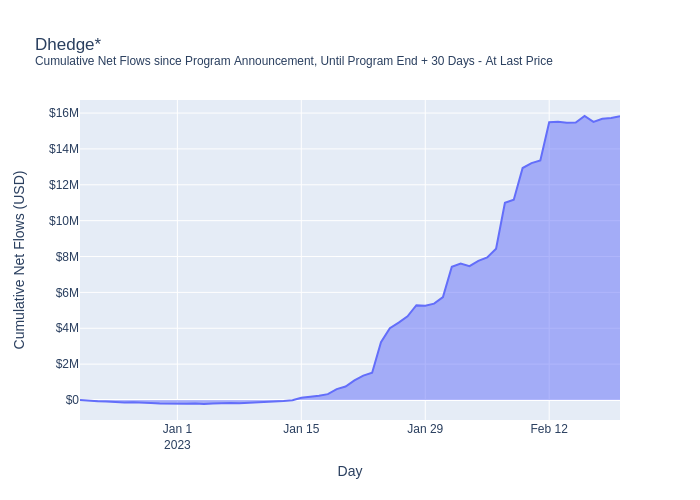 Dhedge*
Cumulative Net Flows since Program Announcement, Until Program End + 30 Days - At Last Price
Cumulative Net Flows (USD)
$16M
$14M
$12M
$10M
$8M
$6M
$4M
$2M
$0
Jan 1
2023
Jan 15
Jan 29
Feb 12
Day